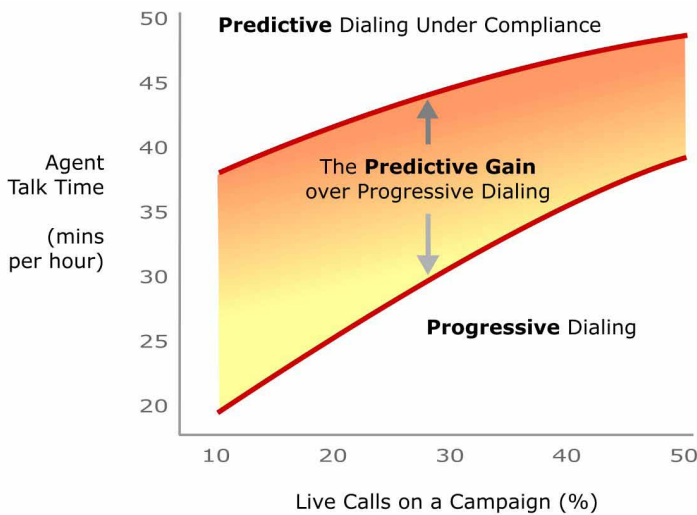 Predictive Dialing Under Compliance
50
45
40
35
30
25
20
Agent
Talk Time
(mins
per hour)
The Predictive Gain
over Progressive Dialing
Progressive Dialing
10 20 30 40 50
Live Calls on a Campaign (%)